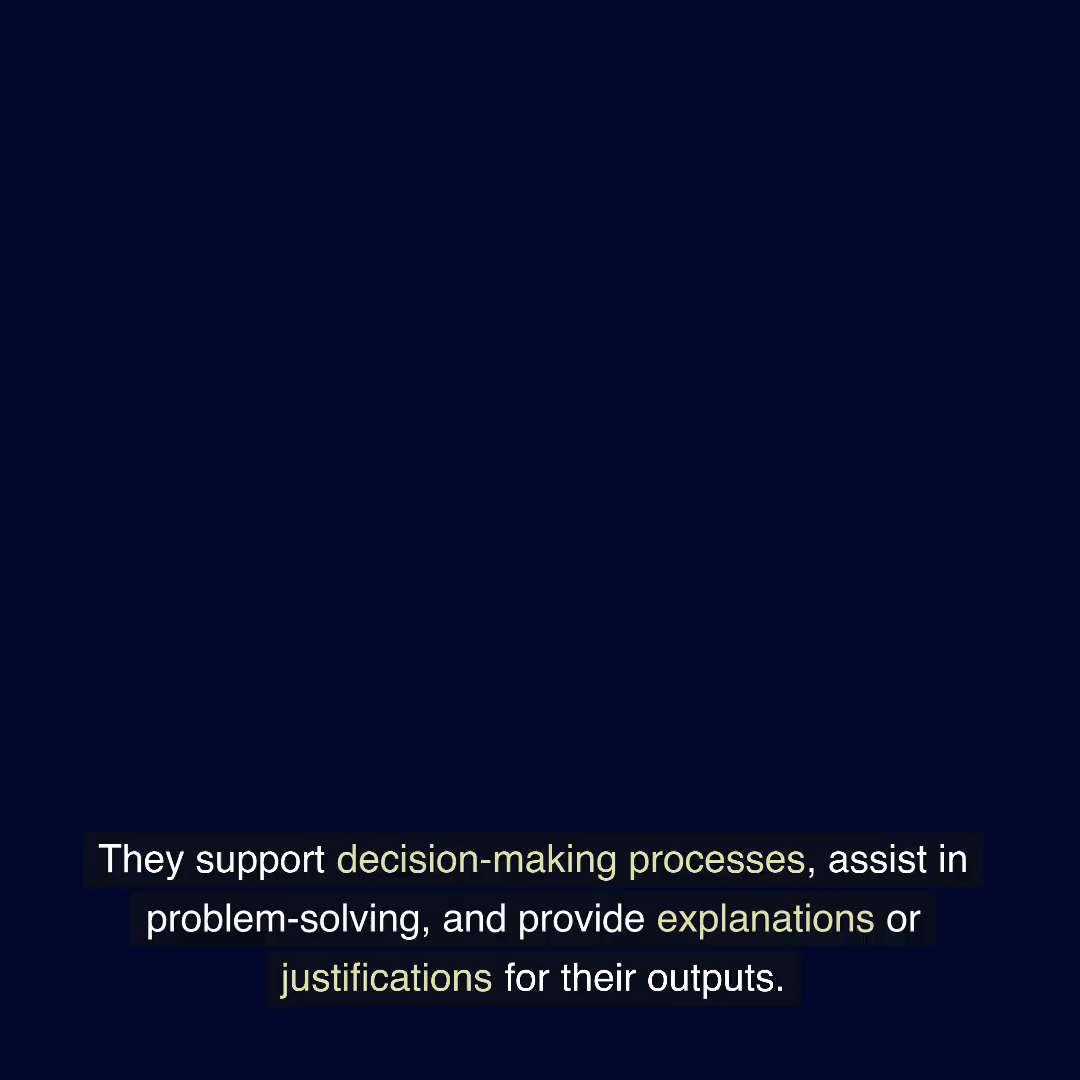 They support decision-making processes, assist in
problem-solving, and provide explanations or
justifications for their outputs.